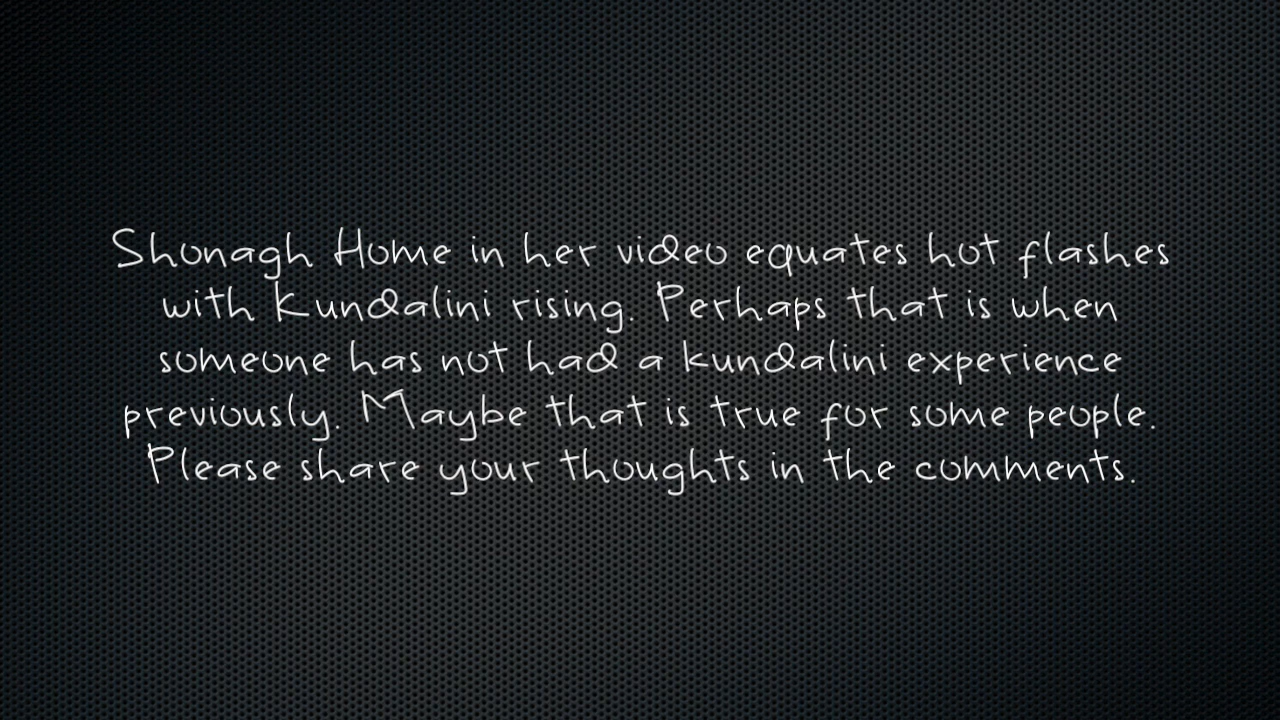 Shonagh Home in her video equates hot flashes
with Kundalini rising. Perhaps that is when
someone has not had a kundalini experience
previously. Maybe that is true for some people.
Please share your thoughts in the comments.